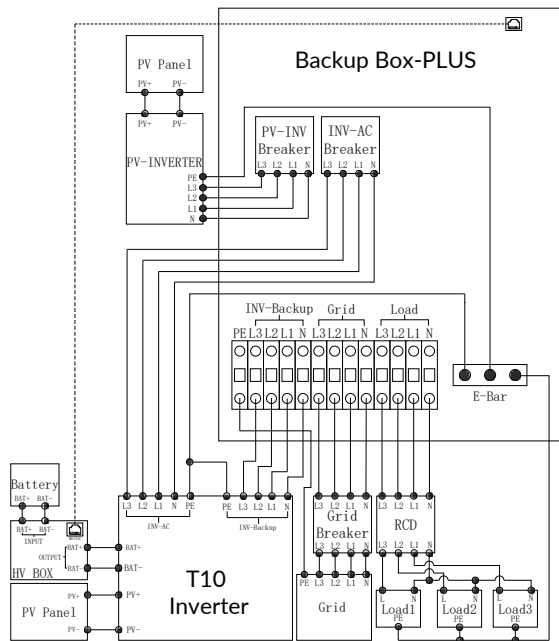 Backup Box-PLUS
PV Panel
PV+ PV-
PV+ PV-
PV-INVERTER
PE
L3
L2
L1
N
PV-INV
Breaker
L3 L2 L1 N
INV-AC
Breaker
L3 L2 L1 N
INV-Backup Grid Load
PE L3 L2 L1 N L3 L2 L1 N L3 L2 L1 N
E-Bar
Battery
BAT+ BAT-
BAT+ BAT-
INPUT
OUTPUT
BAT+
BAT-
HV BOX
PV Panel
PV+
PV-
L3 L2 L1 N PE
INV-AC
PE L3 L2 L1 N
INV-Backup
BAT+
BAT-
PV+
PV-
T10
Inverter
L3 L2 L1 N
Grid
Breaker
L3 L2 L1 N
PE L3 L2 L1 N
Grid
L3 L2 L1 N
RCD
L3 L2 L1 N
L N
Load1
PE
L N
Load2
PE
L N
Load3
PE